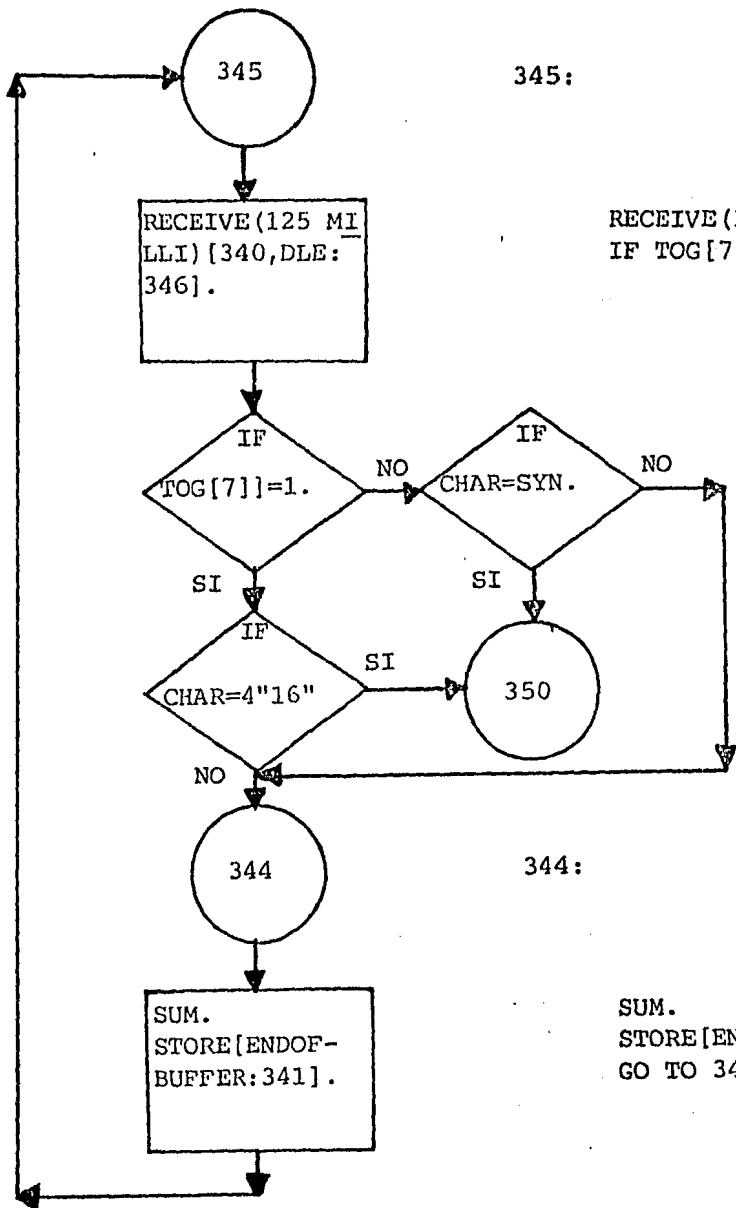 345
345:
RECEIVE(125 MI
LLI)[340,DLE:
346].
RECEIVE(
IF TOG[7
IF
TOG[7]]=1.
NO
IF
CHAR=SYN.
NO
SI
SI
IF
CHAR=4"16"
SI
350
NO
344
344:
SUM.
STORE[ENDOF-
BUFFER:341].
SUM.
STORE[EN
GO TO 34